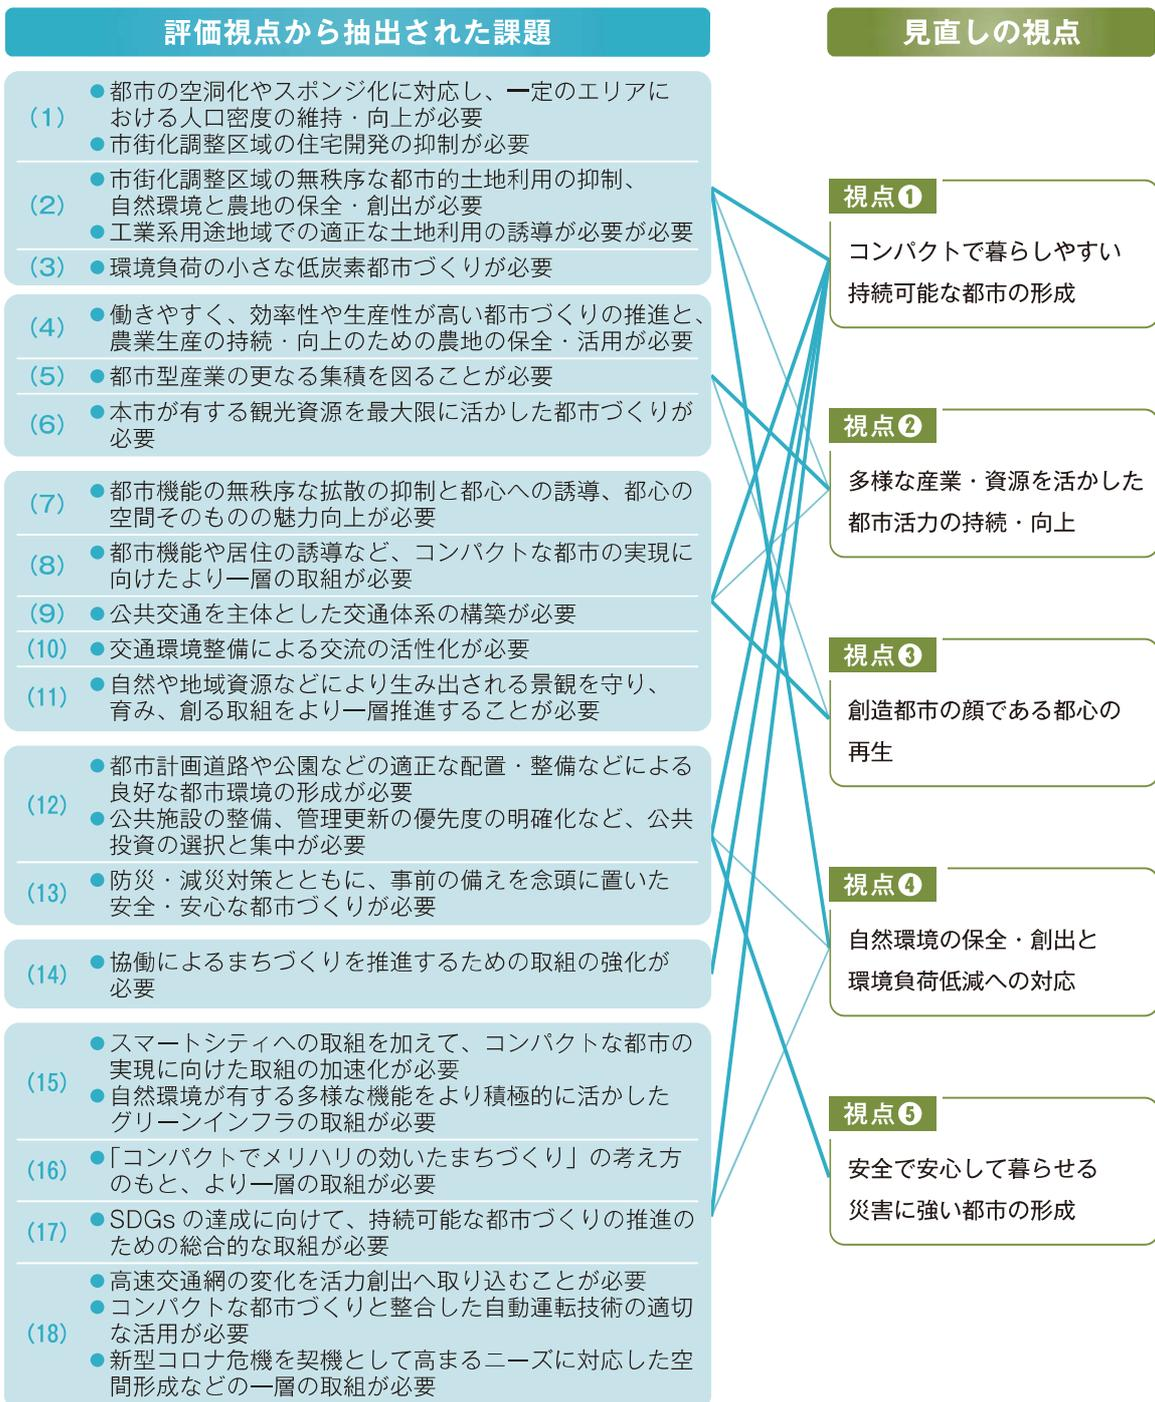 評価視点から抽出された課題
(1)
●都市の空洞化やスポンジ化に対応し、一定のエリアに
おける人口密度の維持・向上が必要
●市街化調整区域の住宅開発の抑制が必要
(2)
●市街化調整区域の無秩序な都市的土地利用の抑制、
自然環境と農地の保全・創出が必要
●工業系用途地域での適正な土地利用の誘導が必要が必要
(3) ●環境負荷の小さな低炭素都市づくりが必要
(4)
●働きやすく、効率性や生産性が高い都市づくりの推進と、
農業生産の持続・向上のための農地の保全・活用が必要
(5) ●都市型産業の更なる集積を図ることが必要
(6)
●本市が有する観光資源を最大限に活かした都市づくりが
必要
(7)
●都市機能の無秩序な拡散の抑制と都心への誘導、都心の
空間そのものの魅力向上が必要
(8)
●都市機能や居住の誘導など、コンパクトな都市の実現に
向けたより一層の取組が必要
(9) ●公共交通を主体とした交通体系の構築が必要
(10) ●交通環境整備による交流の活性化が必要
(11)
●自然や地域資源などにより生み出される景観を守り、
育み、創る取組をより一層推進することが必要
(12)
●都市計画道路や公園などの適正な配置・整備などによる
良好な都市環境の形成が必要
●公共施設の整備、管理更新の優先度の明確化など、公共
投資の選択と集中が必要
(13)
●防災・減災対策とともに、事前の備えを念頭に置いた
安全・安心な都市づくりが必要
(14)
●協働によるまちづくりを推進するための取組の強化が
必要
(15)
●スマートシティへの取組を加えて、コンパクトな都市の
実現に向けた取組の加速化が必要
●自然環境が有する多様な機能をより積極的に活かした
グリーンインフラの取組が必要
(16)
●「コンパクトでメリハリの効いたまちづくり」の考え方
のもと、より一層の取組が必要
(17)
●SDGs の達成に向けて、持続可能な都市づくりの推進の
ための総合的な取組が必要
(18)
●高速交通網の変化を活力創出へ取り込むことが必要
●コンパクトな都市づくりと整合した自動運転技術の適切
な活用が必要
●新型コロナ危機を契機として高まるニーズに対応した空
間形成などの一層の取組が必要
見直しの視点
視点❶
コンパクトで暮らしやすい
持続可能な都市の形成
視点❷
多様な産業・資源を活かした
都市活力の持続・向上
視点❸
創造都市の顔である都心の
再生
視点❹
自然環境の保全・創出と
環境負荷低減への対応
視点❺
安全で安心して暮らせる
災害に強い都市の形成